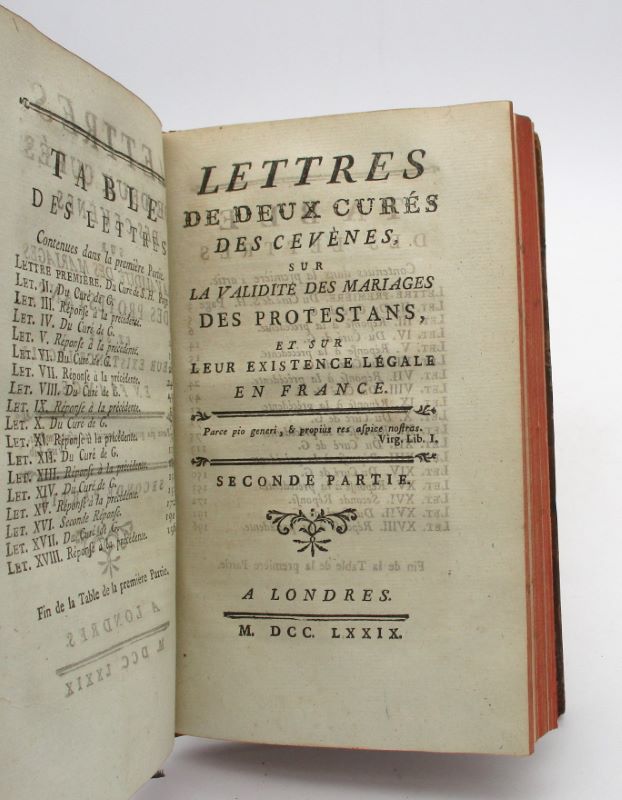 TABLE
DES LETTRES
Contenues dans la première Partie.
LETTRE PREMIERE. Du Curé de S. H. Pag.
LET. II. Du Curé de G.
LET. III. Réponse à la précédente.
LET. IV. Du Curé de G.
LET. V. Réponse à la précédente.
LET. VI. Du Curé de G.
LET. VII. Réponse à la précédente.
LET. VIII. Du Curé de G.
LET. IX. Réponse à la précédente.
LET. X. Du Curé de G.
LET. XI. Réponse à la précédente.
LET. XII. Du Curé de G.
LET. XIII. Réponse à la précédente.
LET. XIV. Du Curé de G.
LET. XV. Réponse à la précédente.
LET. XVI. Seconde Réponse.
LET. XVII. Du Curé de G.
LET. XVIII. Réponse à la précédente.
Fin de la Table de la première Partie.
LETTRES
DE DEUX CURÉS
DES CEVÈNES,
SUR
LA VALIDITÉ DES MARIAGES
DES PROTESTANS,
ET SUR
LEUR EXISTENCE LÉGALE
EN FRANCE.
Parce pio generi, & propiùs res aspice nostras.
Virg. Lib. I.
SECONDE PARTIE.
A LONDRES.
M. DCC. LXXIX.